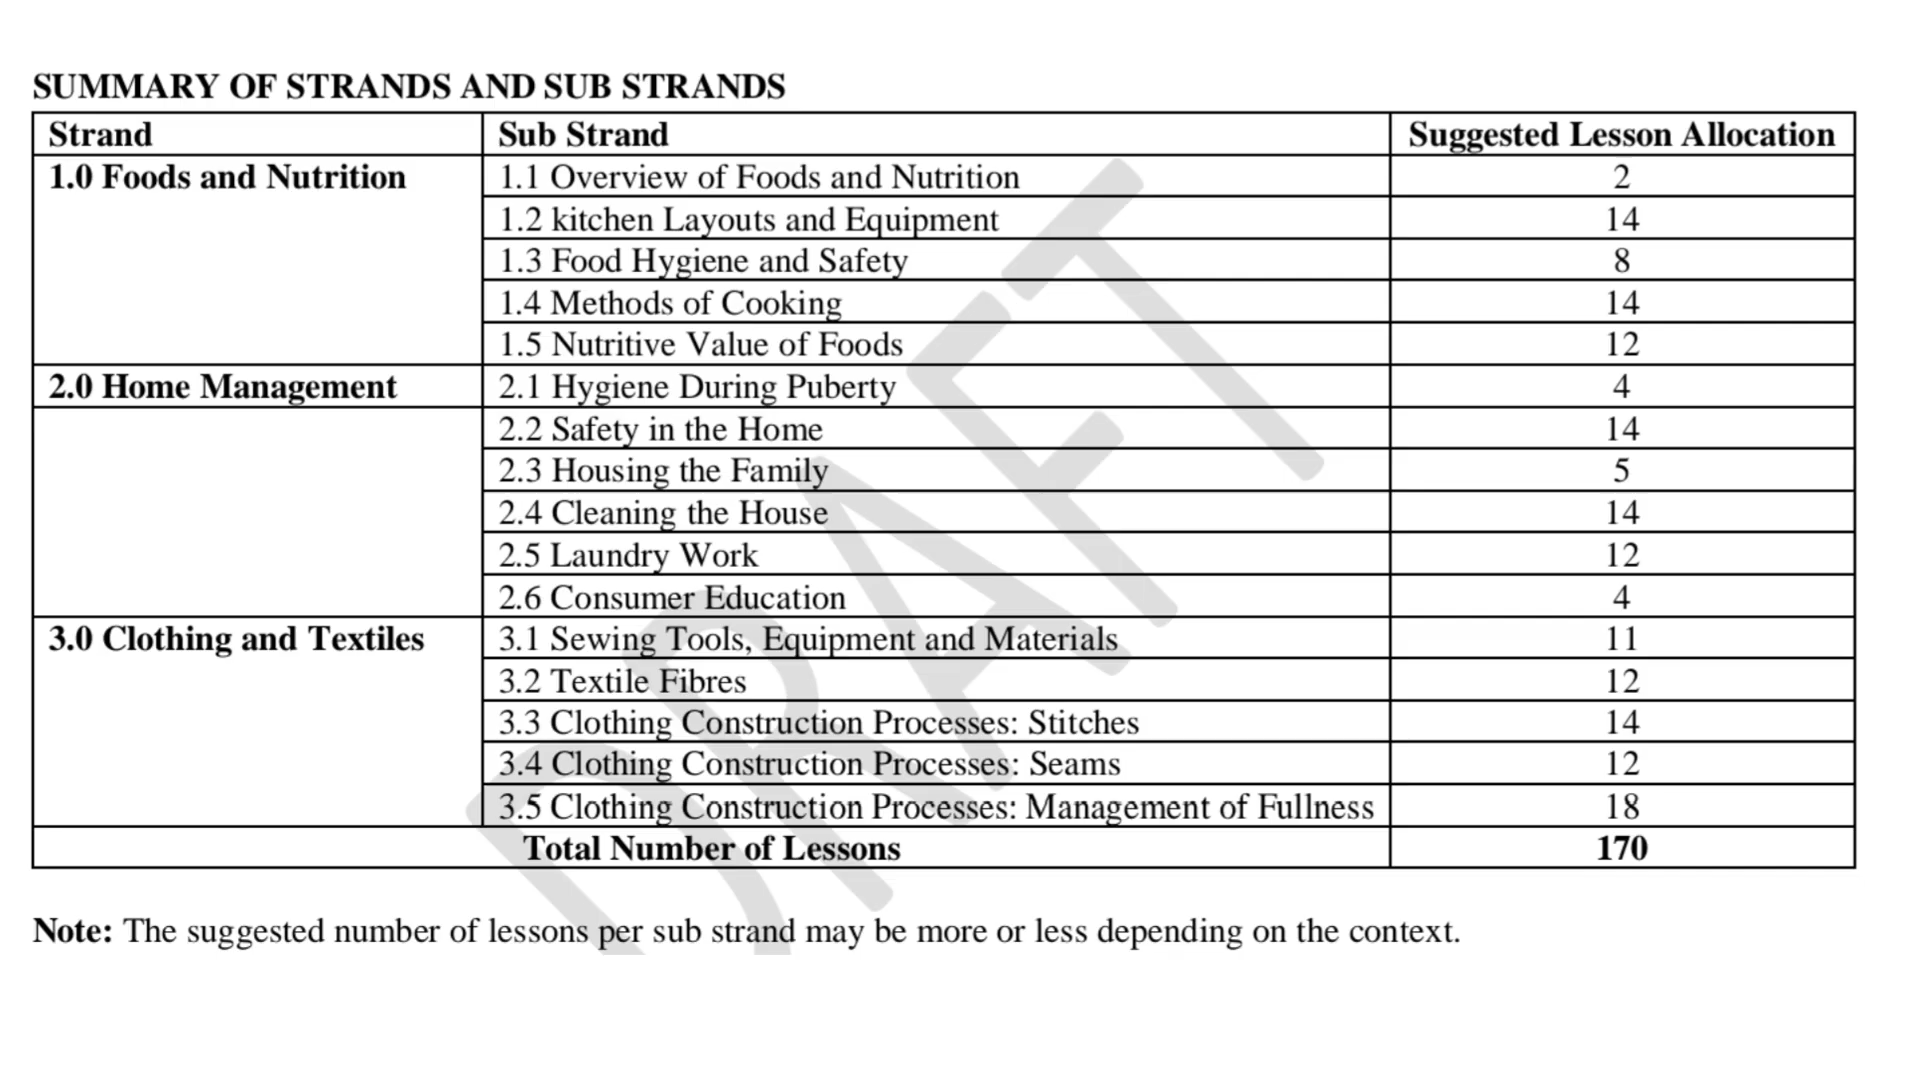 SUMMARY OF STRANDS AND SUB STRANDS
Strand Sub Strand Suggested Lesson Allocation
1.0 Foods and Nutrition 1.1 Overview of Foods and Nutrition 2
1.2 kitchen Layouts and Equipment 14
1.3 Food Hygiene and Safety 8
1.4 Methods of Cooking 14
1.5 Nutritive Value of Foods 12
2.0 Home Management 2.1 Hygiene During Puberty 4
2.2 Safety in the Home 14
2.3 Housing the Family 5
2.4 Cleaning the House 14
2.5 Laundry Work 12
2.6 Consumer Education 4
3.0 Clothing and Textiles 3.1 Sewing Tools, Equipment and Materials 11
3.2 Textile Fibres 12
3.3 Clothing Construction Processes: Stitches 14
3.4 Clothing Construction Processes: Seams 12
3.5 Clothing Construction Processes: Management of Fullness 18
Total Number of Lessons 170
Note: The suggested number of lessons per sub strand may be more or less depending on the context.
DRAFT